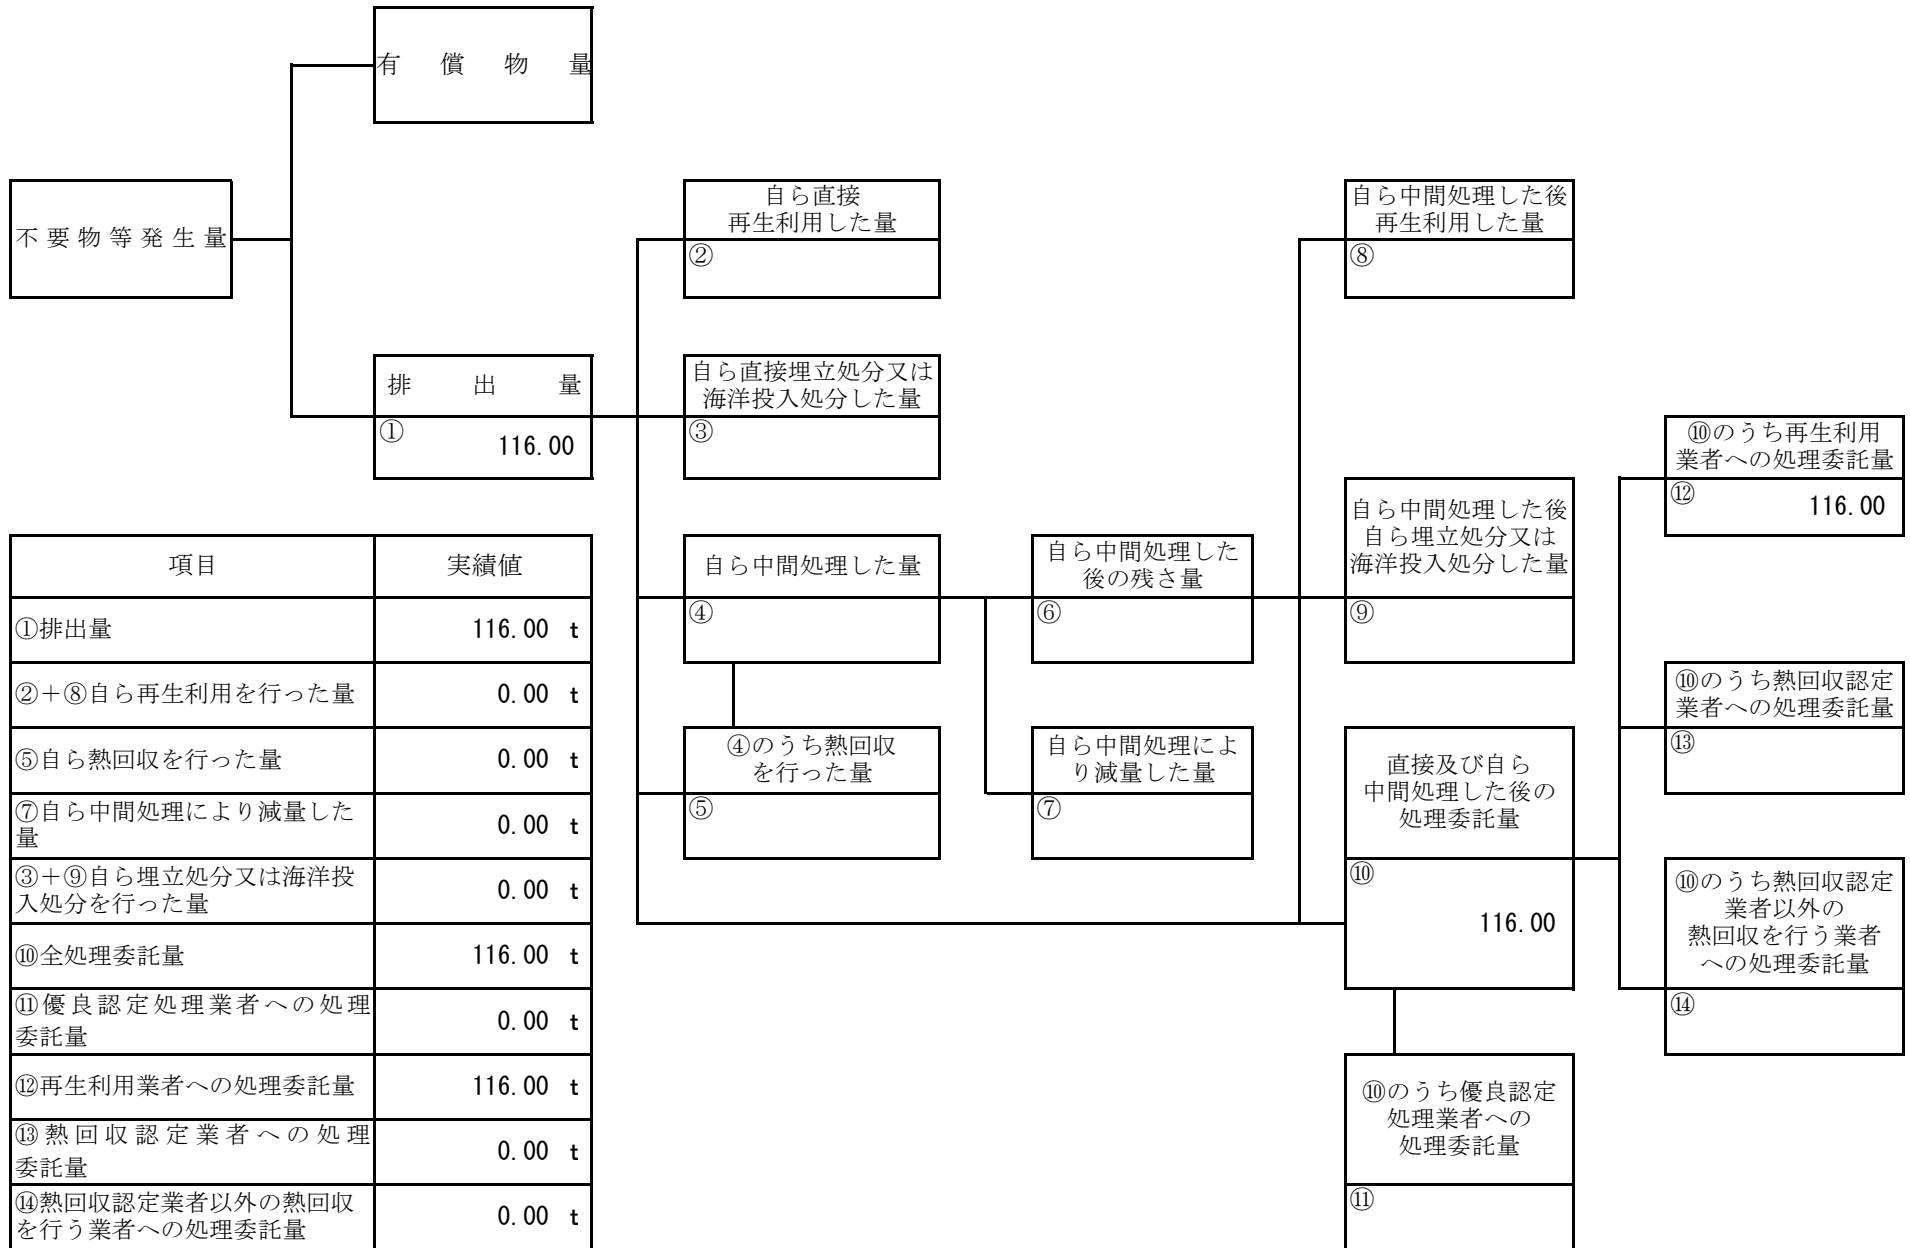 有償物量
不要物等発生量
排出量
①
116.00
自ら直接
再生利用した量
②
自ら直接埋立処分又は
海洋投入処分した量
③
自ら中間処理した量
④
④のうち熱回収
を行った量
⑤
自ら中間処理した
後の残さ量
⑥
自ら中間処理によ
り減量した量
⑦
自ら中間処理した後
再生利用した量
⑧
自ら中間処理した後
自ら埋立処分又は
海洋投入処分した量
⑨
直接及び自ら
中間処理した後の
処理委託量
⑩
116.00
⑩のうち優良認定
処理業者への
処理委託量
⑪
⑩のうち再生利用
業者への処理委託量
⑫
116.00
⑩のうち熱回収認定
業者への処理委託量
⑬
⑩のうち熱回収認定
業者以外の
熱回収を行う業者
への処理委託量
⑭
項目 実績値
①排出量 116.00 t
②+⑧自ら再生利用を行った量 0.00 t
⑤自ら熱回収を行った量 0.00 t
⑦自ら中間処理により減量した
量 0.00 t
③+⑨自ら埋立処分又は海洋投
入処分を行った量 0.00 t
⑩全処理委託量 116.00 t
⑪優良認定処理業者への処理
委託量 0.00 t
⑫再生利用業者への処理委託量 116.00 t
⑬熱回収認定業者への処理
委託量 0.00 t
⑭熱回収認定業者以外の熱回収
を行う業者への処理委託量 0.00 t